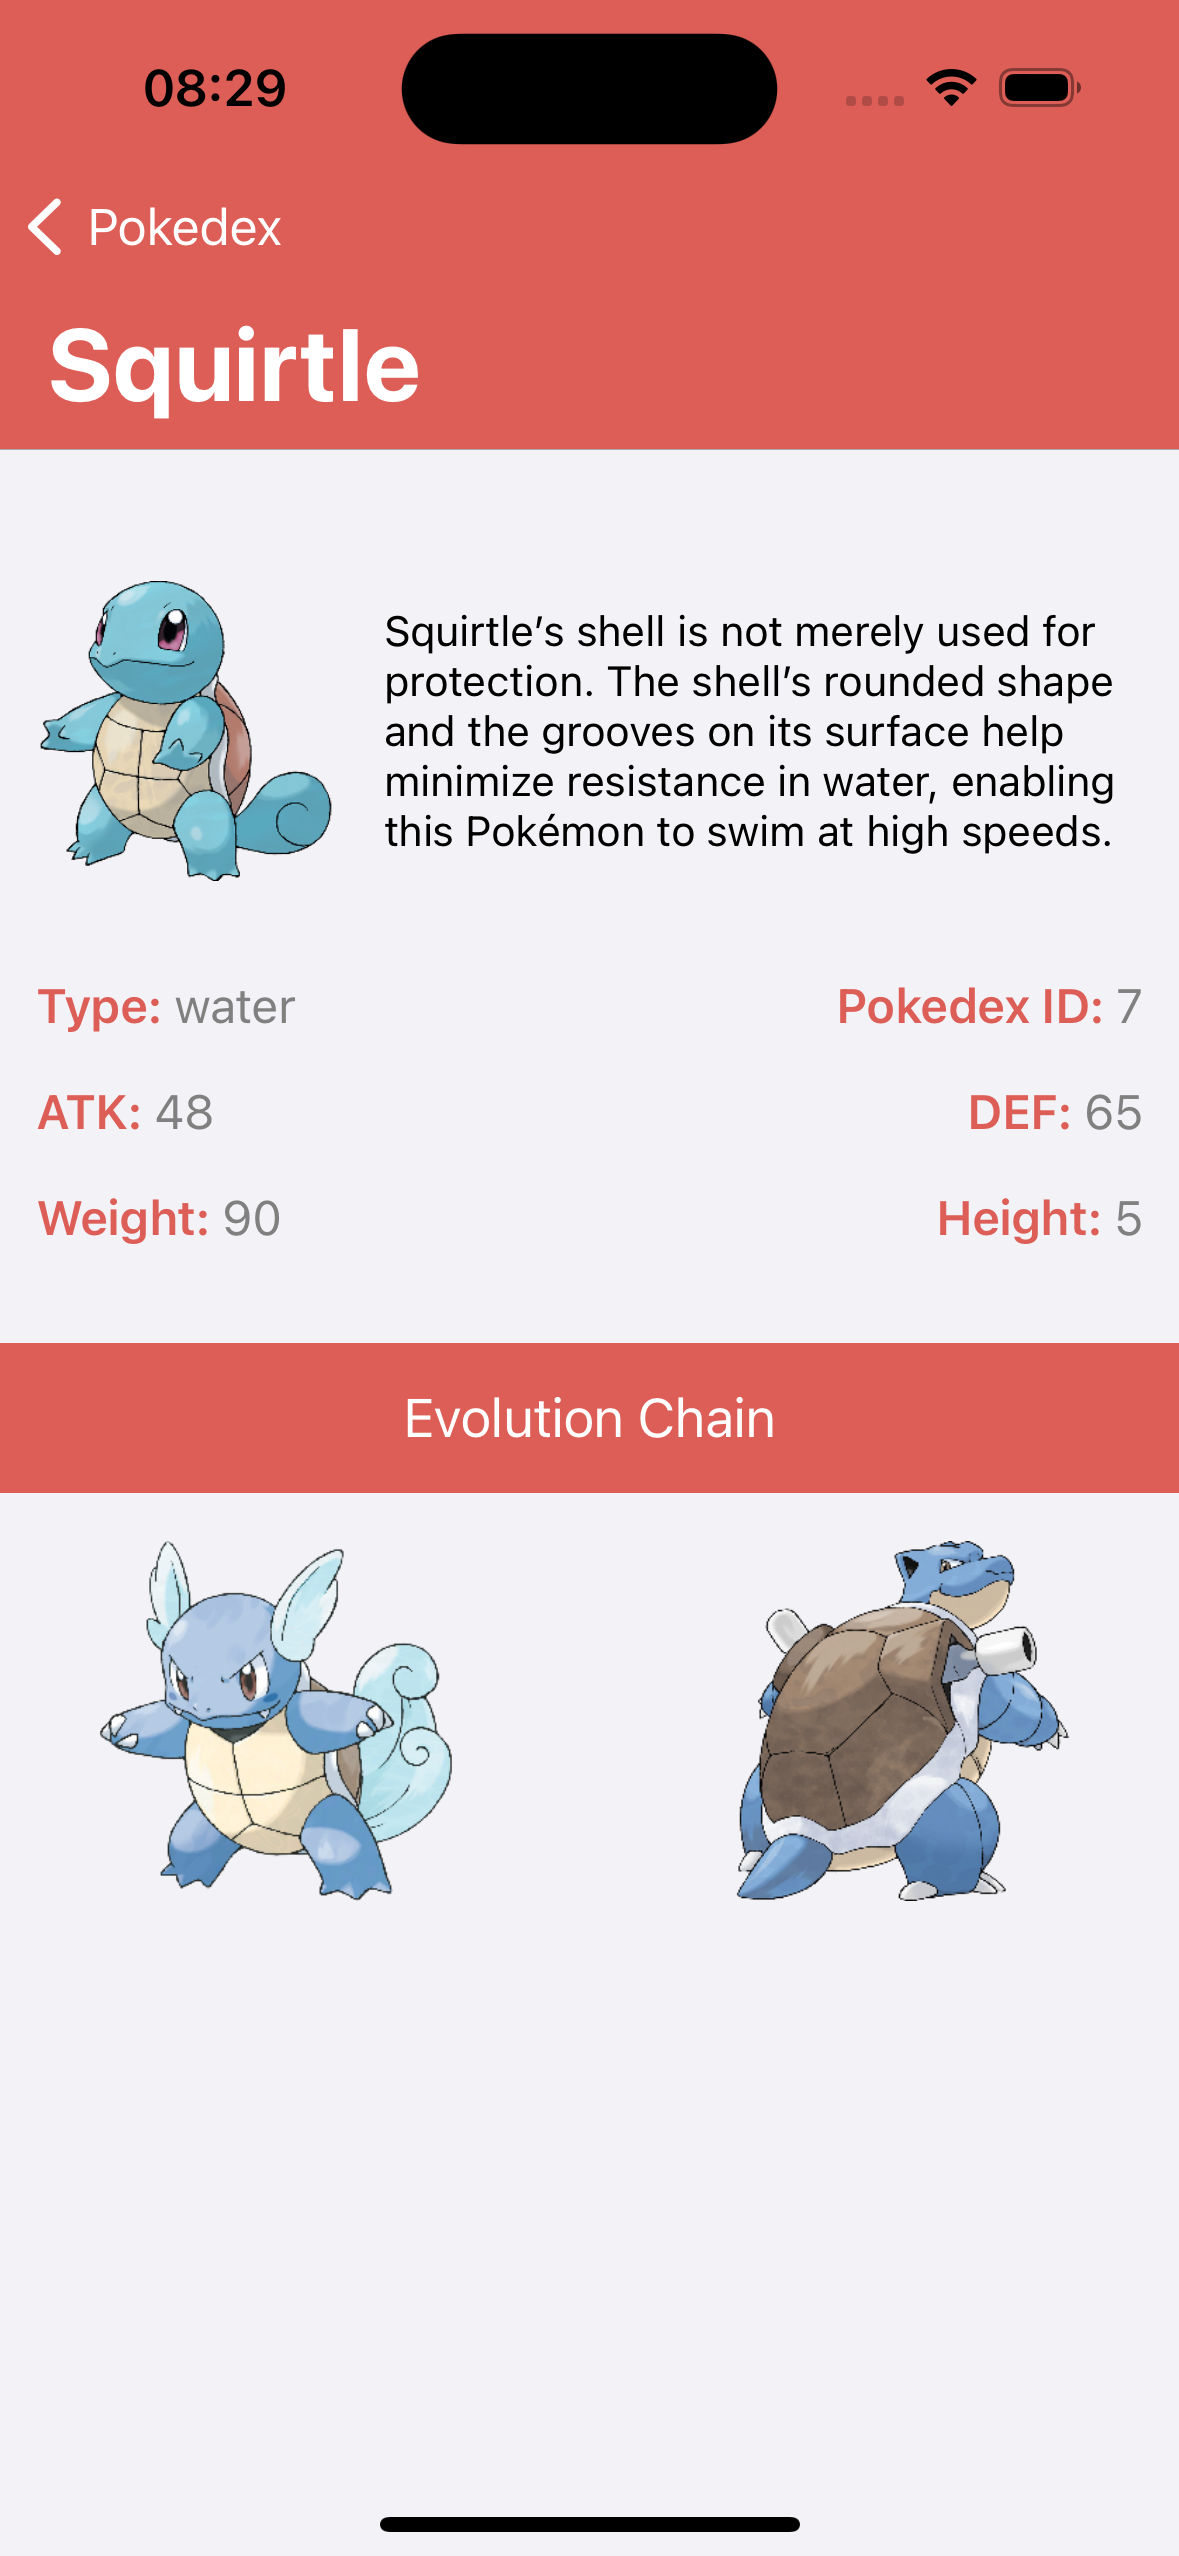 08:29
Pokedex
Squirtle
Squirtle’s shell is not merely used for
protection. The shell’s rounded shape
and the grooves on its surface help
minimize resistance in water, enabling
this Pokémon to swim at high speeds.
Type: water
Pokedex ID: 7
ATK: 48
DEF: 65
Weight: 90
Height: 5
Evolution Chain